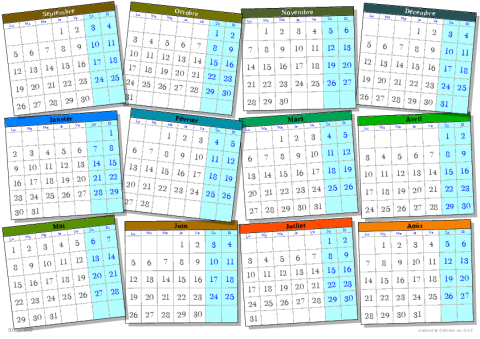 Septembre
Lu Ma Me Je Ve Sa Di
1 2 3 4
5 6 7 8 9 10 11
12 13 14 15 16 17 18
19 20 21 22 23 24 25
26 27 28 29 30
Octobre
Lu Ma Me Je Ve Sa Di
1 2
3 4 5 6 7 8 9
10 11 12 13 14 15 16
17 18 19 20 21 22 23
24 25 26 27 28 29 30
31
Novembre
Lu Ma Me Je Ve Sa Di
1 2 3 4 5 6
7 8 9 10 11 12 13
14 15 16 17 18 19 20
21 22 23 24 25 26 27
28 29 30
Décembre
Lu Ma Me Je Ve Sa Di
1 2 3 4
5 6 7 8 9 10 11
12 13 14 15 16 17 18
19 20 21 22 23 24 25
26 27 28 29 30 31
Janvier
Lu Ma Me Je Ve Sa Di
1
2 3 4 5 6 7 8
9 10 11 12 13 14 15
16 17 18 19 20 21 22
23 24 25 26 27 28 29
30 31
Février
Lu Ma Me Je Ve Sa Di
1 2 3 4 5
6 7 8 9 10 11 12
13 14 15 16 17 18 19
20 21 22 23 24 25 26
27 28
Mars
Lu Ma Me Je Ve Sa Di
1 2 3 4 5
6 7 8 9 10 11 12
13 14 15 16 17 18 19
20 21 22 23 24 25 26
27 28 29 30 31
Avril
Lu Ma Me Je Ve Sa Di
1 2
3 4 5 6 7 8 9
10 11 12 13 14 15 16
17 18 19 20 21 22 23
24 25 26 27 28 29 30
Mai
Lu Ma Me Je Ve Sa Di
1 2 3 4 5 6 7
8 9 10 11 12 13 14
15 16 17 18 19 20 21
22 23 24 25 26 27 28
29 30 31
Juin
Lu Ma Me Je Ve Sa Di
1 2 3 4
5 6 7 8 9 10 11
12 13 14 15 16 17 18
19 20 21 22 23 24 25
26 27 28 29 30
Juillet
Lu Ma Me Je Ve Sa Di
1 2
3 4 5 6 7 8 9
10 11 12 13 14 15 16
17 18 19 20 21 22 23
24 25 26 27 28 29 30
31
Août
Lu Ma Me Je Ve Sa Di
1 2 3 4 5 6
7 8 9 10 11 12 13
14 15 16 17 18 19 20
21 22 23 24 25 26 27
28 29 30 31